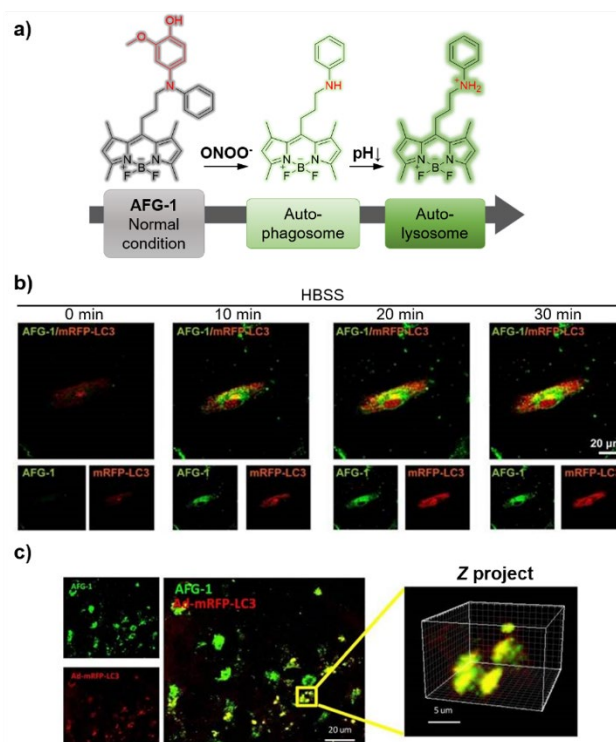 a)
OH
O
N
NH
NH2
+
N N
B
F F
N N
B
F F
N N
B
F F
ONOO-
pH↓
AFG-1
Normal
condition
Auto-
phagosome
Auto-
lysosome
b)
HBSS
0 min 10 min 20 min 30 min
AFG-1/mRFP-LC3 AFG-1/mRFP-LC3 AFG-1/mRFP-LC3 AFG-1/mRFP-LC3
20 µm
AFG-1 mRFP-LC3 AFG-1 mRFP-LC3 AFG-1 mRFP-LC3 AFG-1 mRFP-LC3
c)
Z project
AFG-1
AFG-1
Ad-mRFP-LC3
Ad-mRFP-LC3
20 µm
5 µm